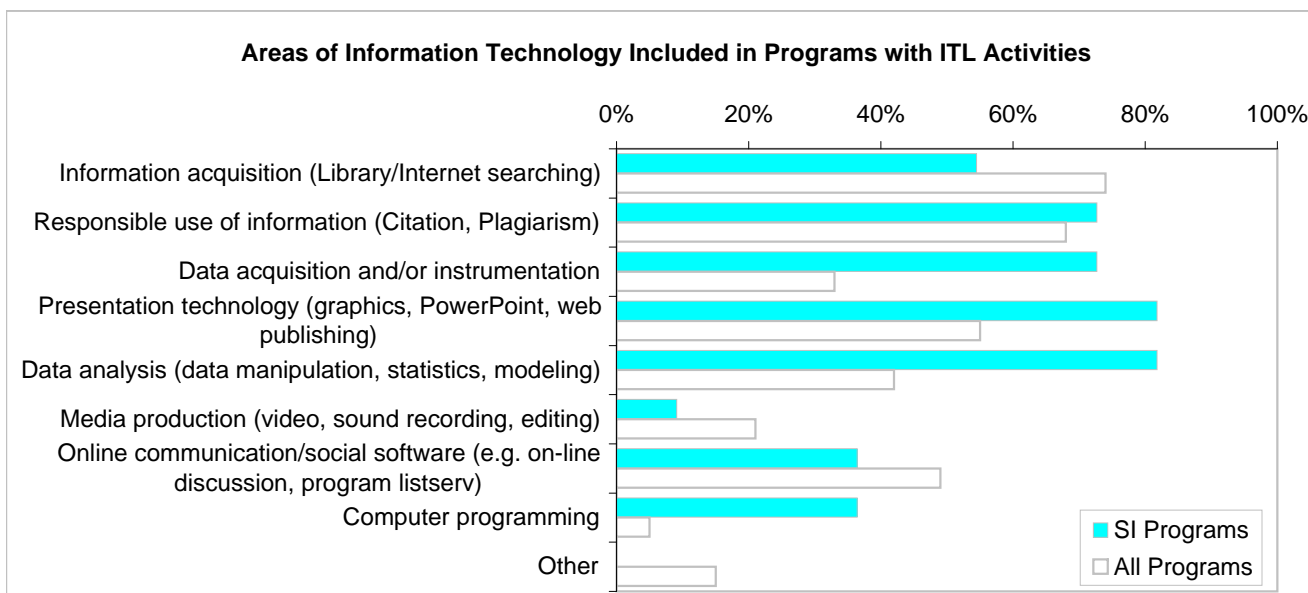 Areas of Information Technology Included in Programs with ITL Activities
0% 20% 40% 60% 80% 100%
Information acquisition (Library/Internet searching)
Responsible use of information (Citation, Plagiarism)
Data acquisition and/or instrumentation
Presentation technology (graphics, PowerPoint, web
publishing)
Data analysis (data manipulation, statistics, modeling)
Media production (video, sound recording, editing)
Online communication/social software (e.g. on-line
discussion, program listserv)
Computer programming
Other
SI Programs
All Programs